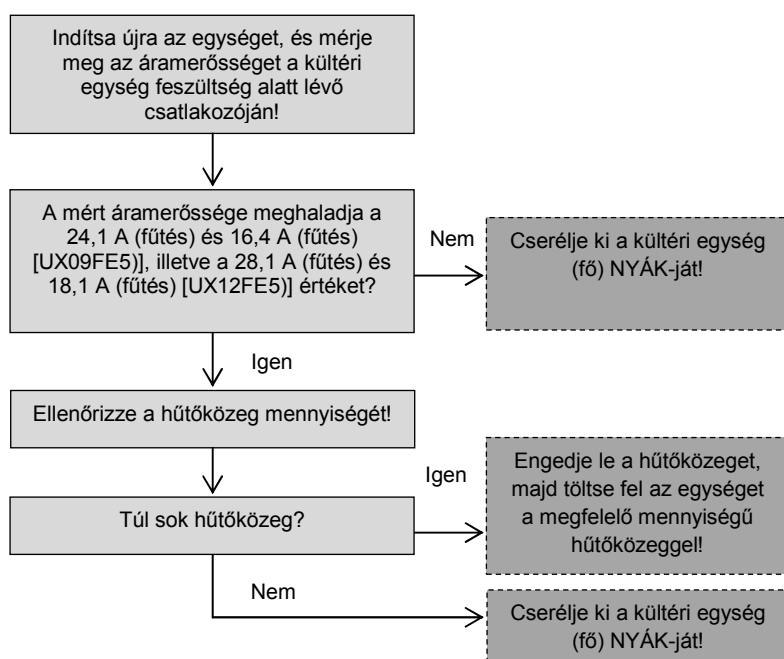 Indítsa újra az egységet, és mérje
meg az áramerősséget a kültéri
egység feszültség alatt lévő
csatlakozóján!
A mért áramerőssége meghaladja a
24,1 A (fűtés) és 16,4 A (fűtés)
[UX09FE5)], illetve a 28,1 A (fűtés) és
18,1 A (fűtés) [UX12FE5)] értéket?
Nem
Cserélje ki a kültéri egység
(fő) NYÁK-ját!
Igen
Ellenőrizze a hűtőközeg mennyiségét!
Túl sok hűtőközeg?
Igen
Engedje le a hűtőközeget,
majd töltse fel az egységet
a megfelelő mennyiségű
hűtőközeggel!
Nem
Cserélje ki a kültéri egység
(fő) NYÁK-ját!